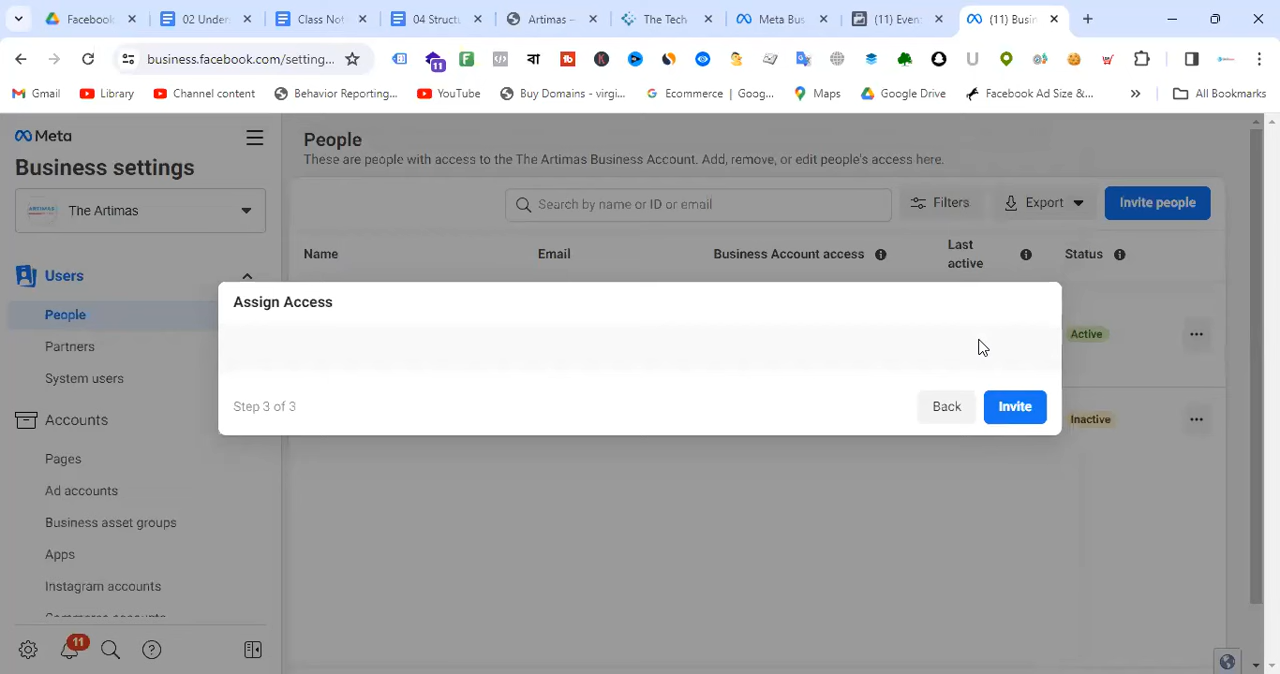 Facebook
02 Under
Class Not
04 Structu
Artimas –
The Tech
Meta Bus
(11) Even
(11) Busin
business.facebook.com/setting...
11
Gmail
Library
Channel content
Behavior Reporting...
YouTube
Buy Domains - virgi...
Ecommerce | Goog...
Maps
Google Drive
Facebook Ad Size &...
All Bookmarks
Meta
Business settings
The Artimas
Users
People
Partners
System users
Accounts
Pages
Ad accounts
Business asset groups
Apps
Instagram accounts
Commerce accounts
11
People
These are people with access to the The Artimas Business Account. Add, remove, or edit people's access here.
Search by name or ID or email
Filters
Export
Invite people
Name
Email
Business Account access
Last active
Status
Active
Inactive
Assign Access
Step 3 of 3
Back
Invite